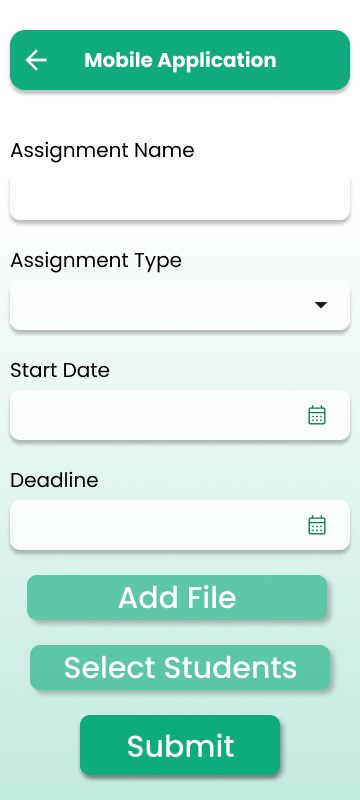 Mobile Application
Assignment Name
Assignment Type
Start Date
Deadline
Add File
Select Students
Submit